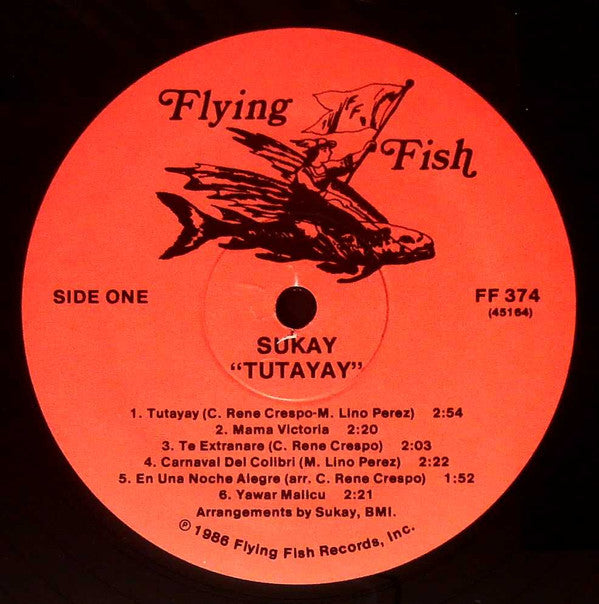 Flying
Fish
SIDE ONE
FF 374
(45164)
SUKAY
"TUTAYAY"
1. Tutayay (C. Rene Crespo-M. Lino Perez) 2:54
2. Mama Victoria 2:20
3. Te Extranare (C. Rene Crespo) 2:03
4. Carnaval Del Colibri (M. Lino Perez) 2:22
5. En Una Noche Alegre (arr. C. Rene Crespo) 1:52
6. Yawar Mallcu 2:21
Arrangements by Sukay, BMI.
℗ 1986 Flying Fish Records, Inc.